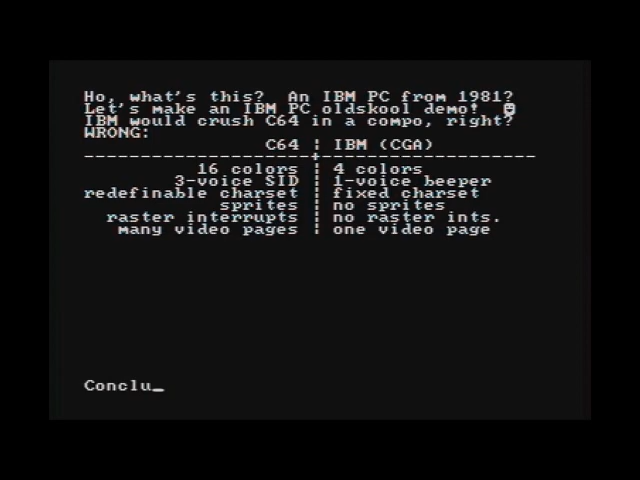 Ho, what's this?  An IBM PC from 1981?
Let's make an IBM PC oldskool demo!  ☻
IBM would crush C64 in a compo, right?
WRONG:
C64 ¦ IBM (CGA)
--------------------+-------------------
16 colors ¦ 4 colors
3-voice SID ¦ 1-voice beeper
redefinable charset ¦ fixed charset
sprites ¦ no sprites
raster interrupts ¦ no raster ints.
many video pages ¦ one video page
Conclu_